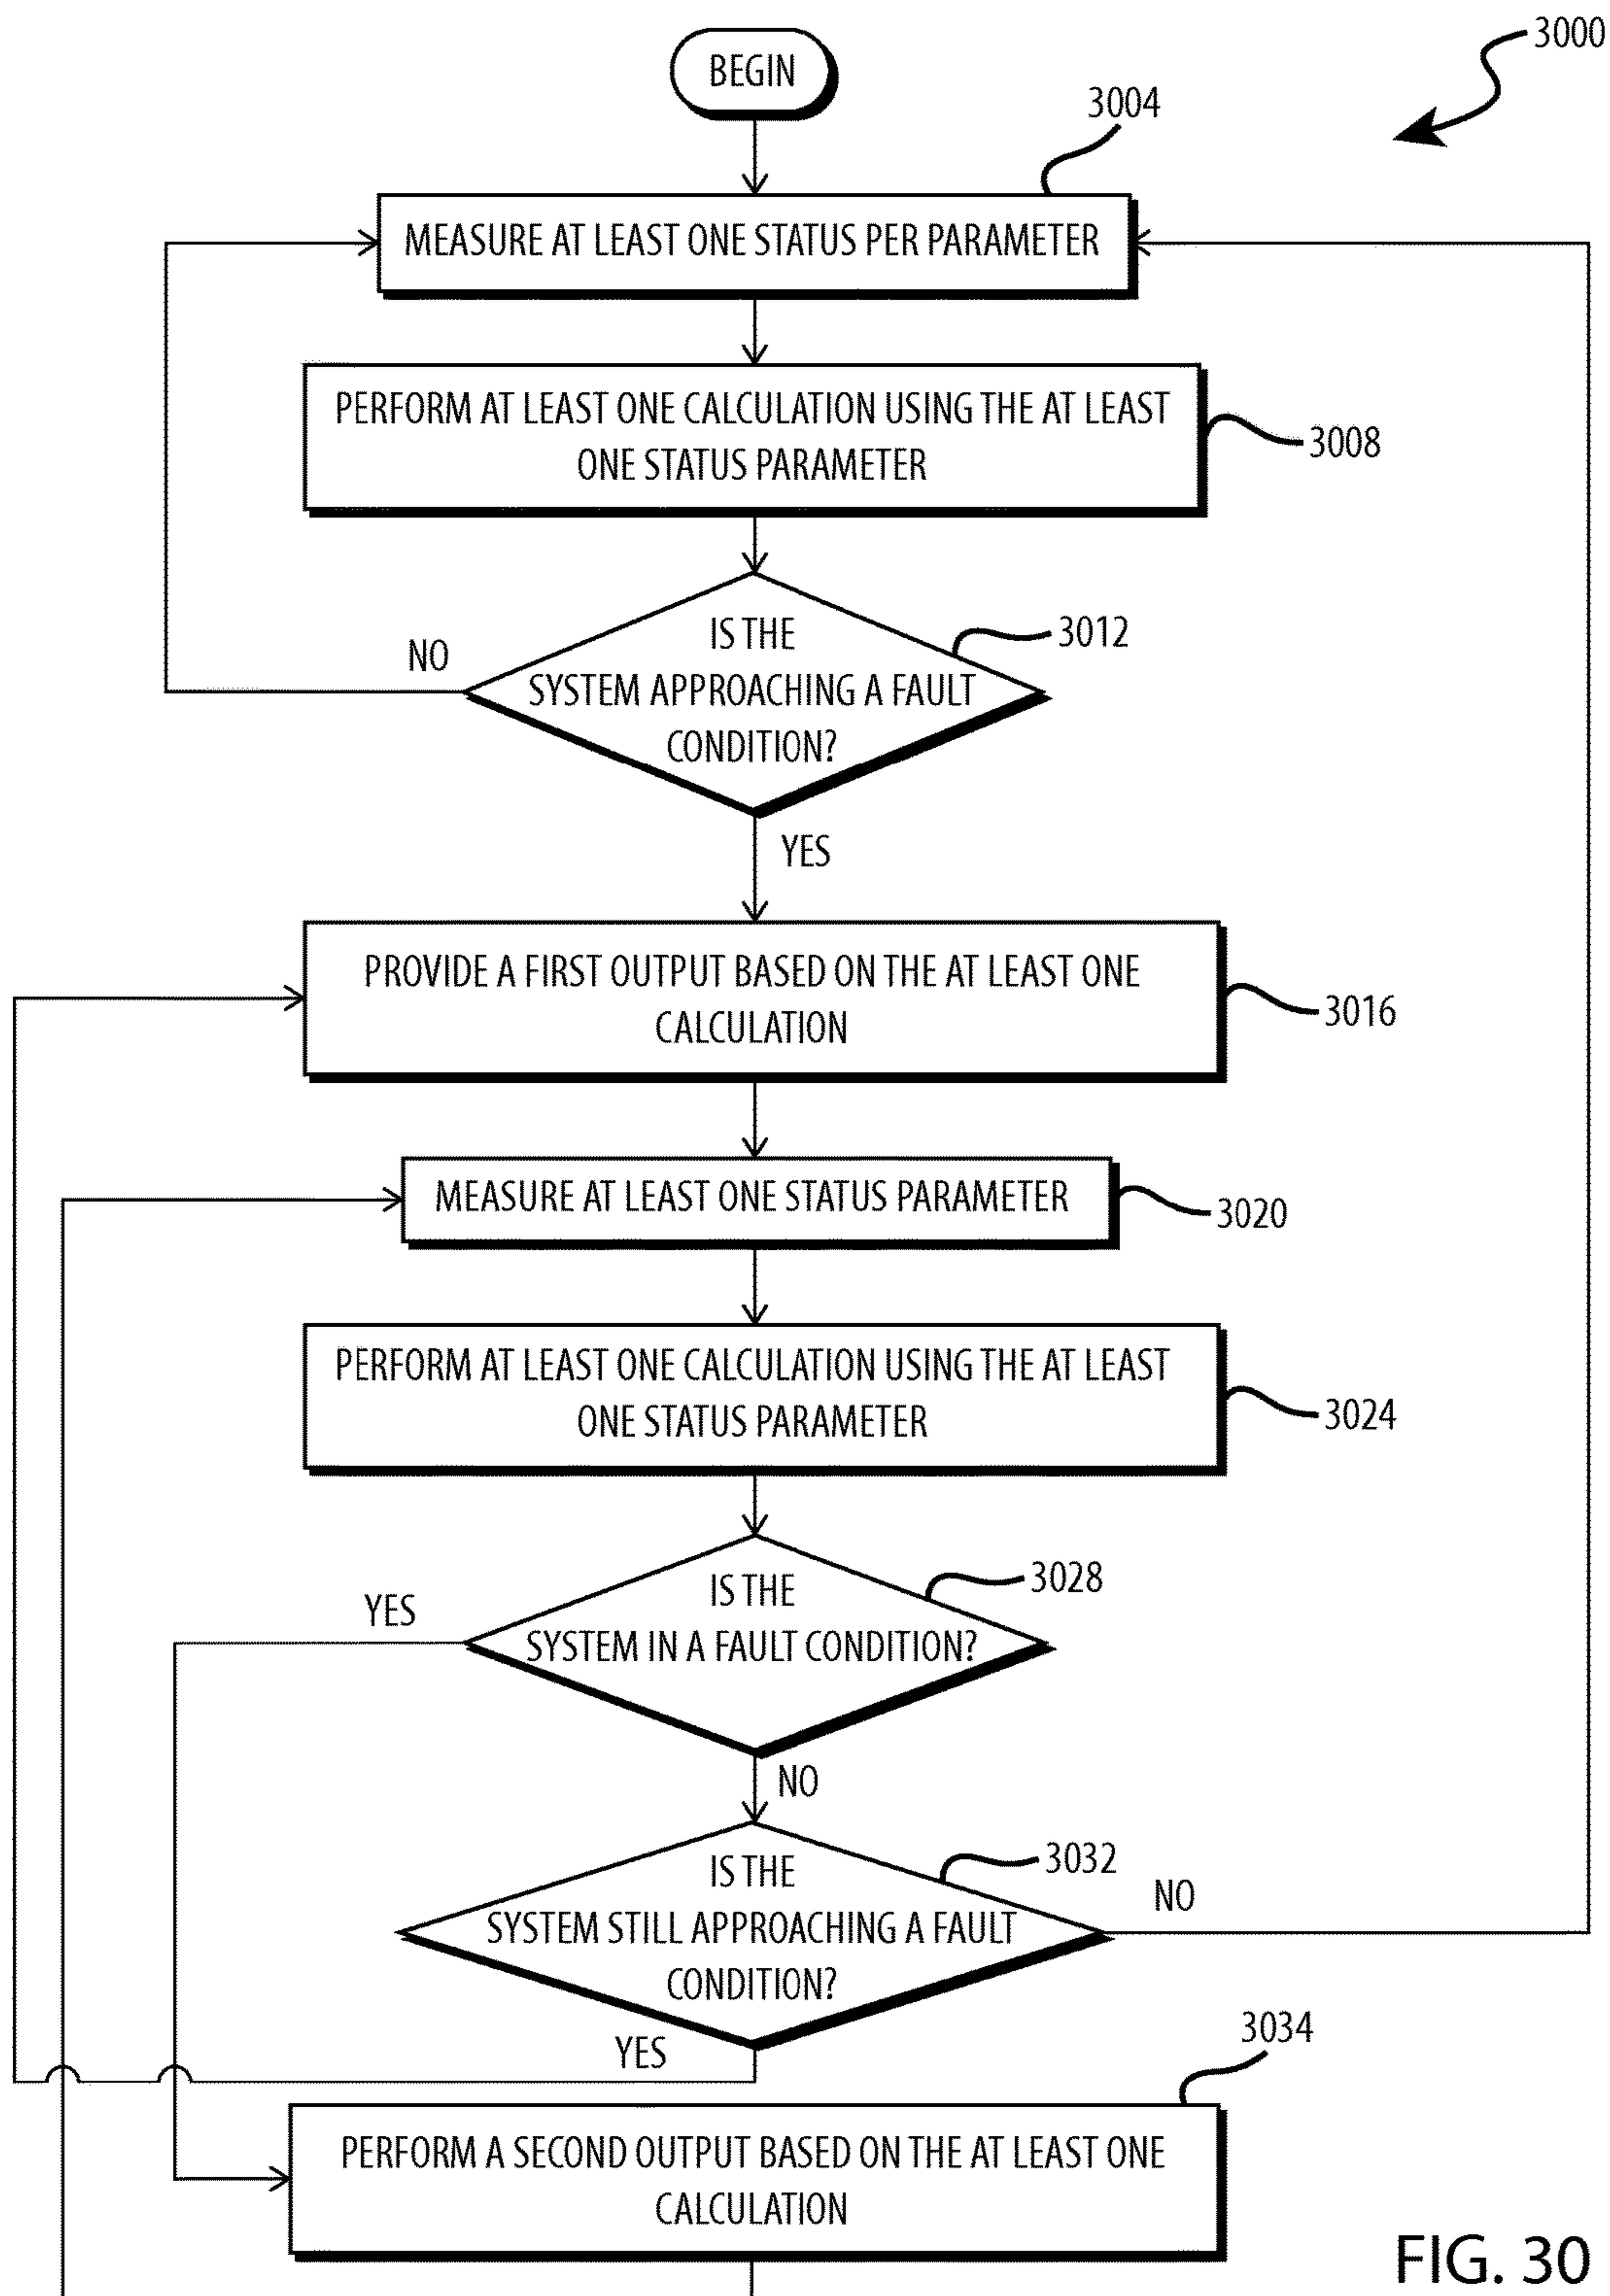 BEGIN
3000
3004
MEASURE AT LEAST ONE STATUS PER PARAMETER
PERFORM AT LEAST ONE CALCULATION USING THE AT LEAST
ONE STATUS PARAMETER
3008
IS THE
SYSTEM APPROACHING A FAULT
CONDITION?
3012
NO
YES
PROVIDE A FIRST OUTPUT BASED ON THE AT LEAST ONE
CALCULATION
3016
MEASURE AT LEAST ONE STATUS PARAMETER
3020
PERFORM AT LEAST ONE CALCULATION USING THE AT LEAST
ONE STATUS PARAMETER
3024
IS THE
SYSTEM IN A FAULT CONDITION?
3028
YES
NO
IS THE
SYSTEM STILL APPROACHING A FAULT
CONDITION?
3032
NO
YES
3034
PERFORM A SECOND OUTPUT BASED ON THE AT LEAST ONE
CALCULATION
FIG. 30